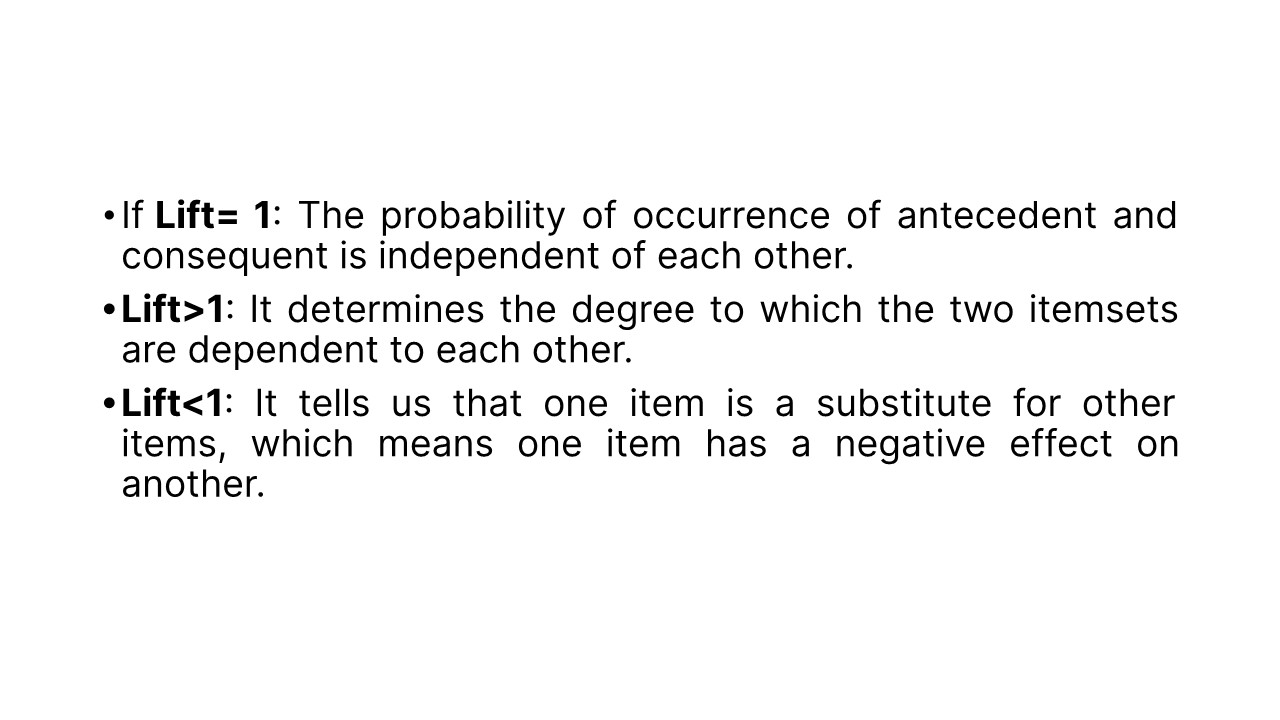 •If Lift= 1: The probability of occurrence of antecedent and
consequent is independent of each other.
•Lift>1: It determines the degree to which the two itemsets
are dependent to each other.
•Lift<1: It tells us that one item is a substitute for other
items, which means one item has a negative effect on
another.